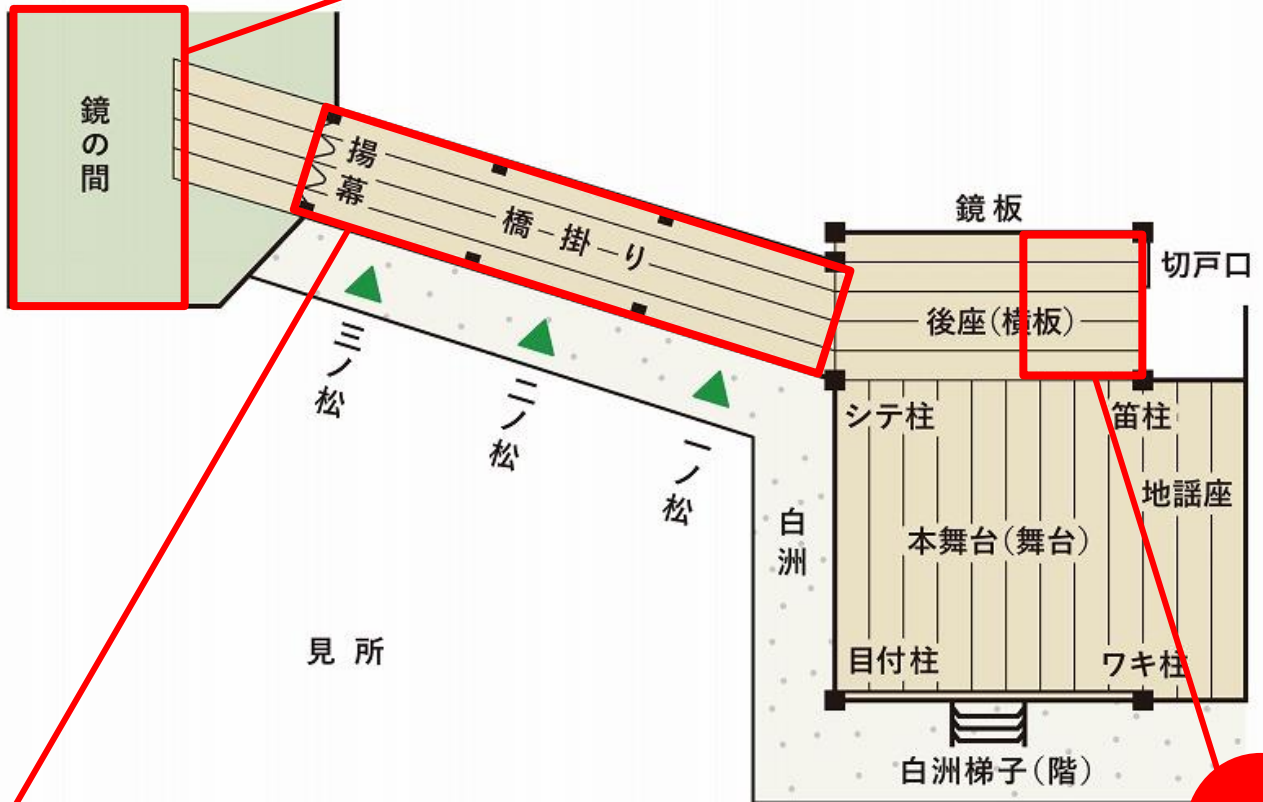 鏡の間
揚幕
橋掛り
鏡板
切戸口
後座(横板)
三ノ松
二ノ松
一ノ松
シテ柱
笛柱
地謡座
白洲
本舞台(舞台)
見所
目付柱
ワキ柱
白洲梯子(階)